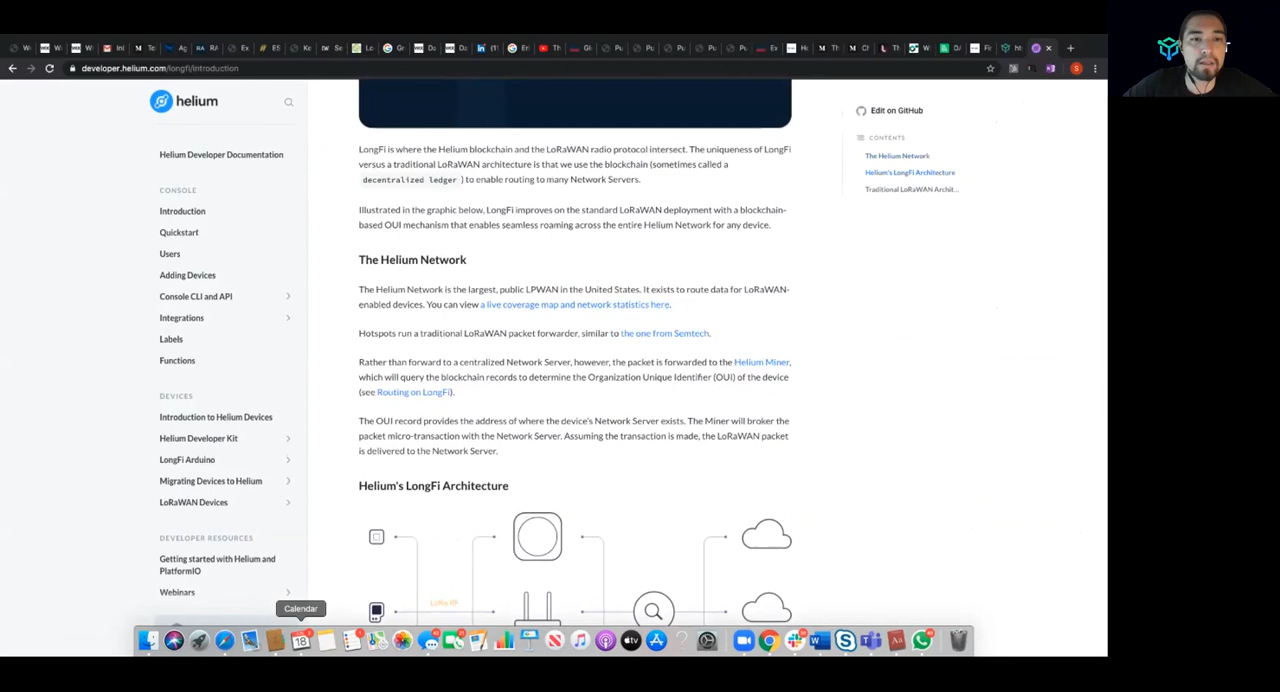 developer.helium.com/longfi/introduction
S
helium
Edit on GitHub
CONTENTS
The Helium Network
Helium's LongFi Architecture
Traditional LoRaWAN Archit...
Helium Developer Documentation
CONSOLE
Introduction
Quickstart
Users
Adding Devices
Console CLI and API
Integrations
Labels
Functions
DEVICES
Introduction to Helium Devices
Helium Developer Kit
LongFi Arduino
Migrating Devices to Helium
LoRaWAN Devices
DEVELOPER RESOURCES
Getting started with Helium and
PlatformIO
Webinars
LongFi is where the Helium blockchain and the LoRaWAN radio protocol intersect. The uniqueness of LongFi
versus a traditional LoRaWAN architecture is that we use the blockchain (sometimes called a
decentralized ledger ) to enable routing to many Network Servers.
Illustrated in the graphic below, LongFi improves on the standard LoRaWAN deployment with a blockchain-
based OUI mechanism that enables seamless roaming across the entire Helium Network for any device.
The Helium Network
The Helium Network is the largest, public LPWAN in the United States. It exists to route data for LoRaWAN-
enabled devices. You can view a live coverage map and network statistics here.
Hotspots run a traditional LoRaWAN packet forwarder, similar to the one from Semtech.
Rather than forward to a centralized Network Server, however, the packet is forwarded to the Helium Miner,
which will query the blockchain records to determine the Organization Unique Identifier (OUI) of the device
(see Routing on LongFi).
The OUI record provides the address of where the device's Network Server exists. The Miner will broker the
packet micro-transaction with the Network Server. Assuming the transaction is made, the LoRaWAN packet
is delivered to the Network Server.
Helium's LongFi Architecture
LoRa RF
Calendar
18